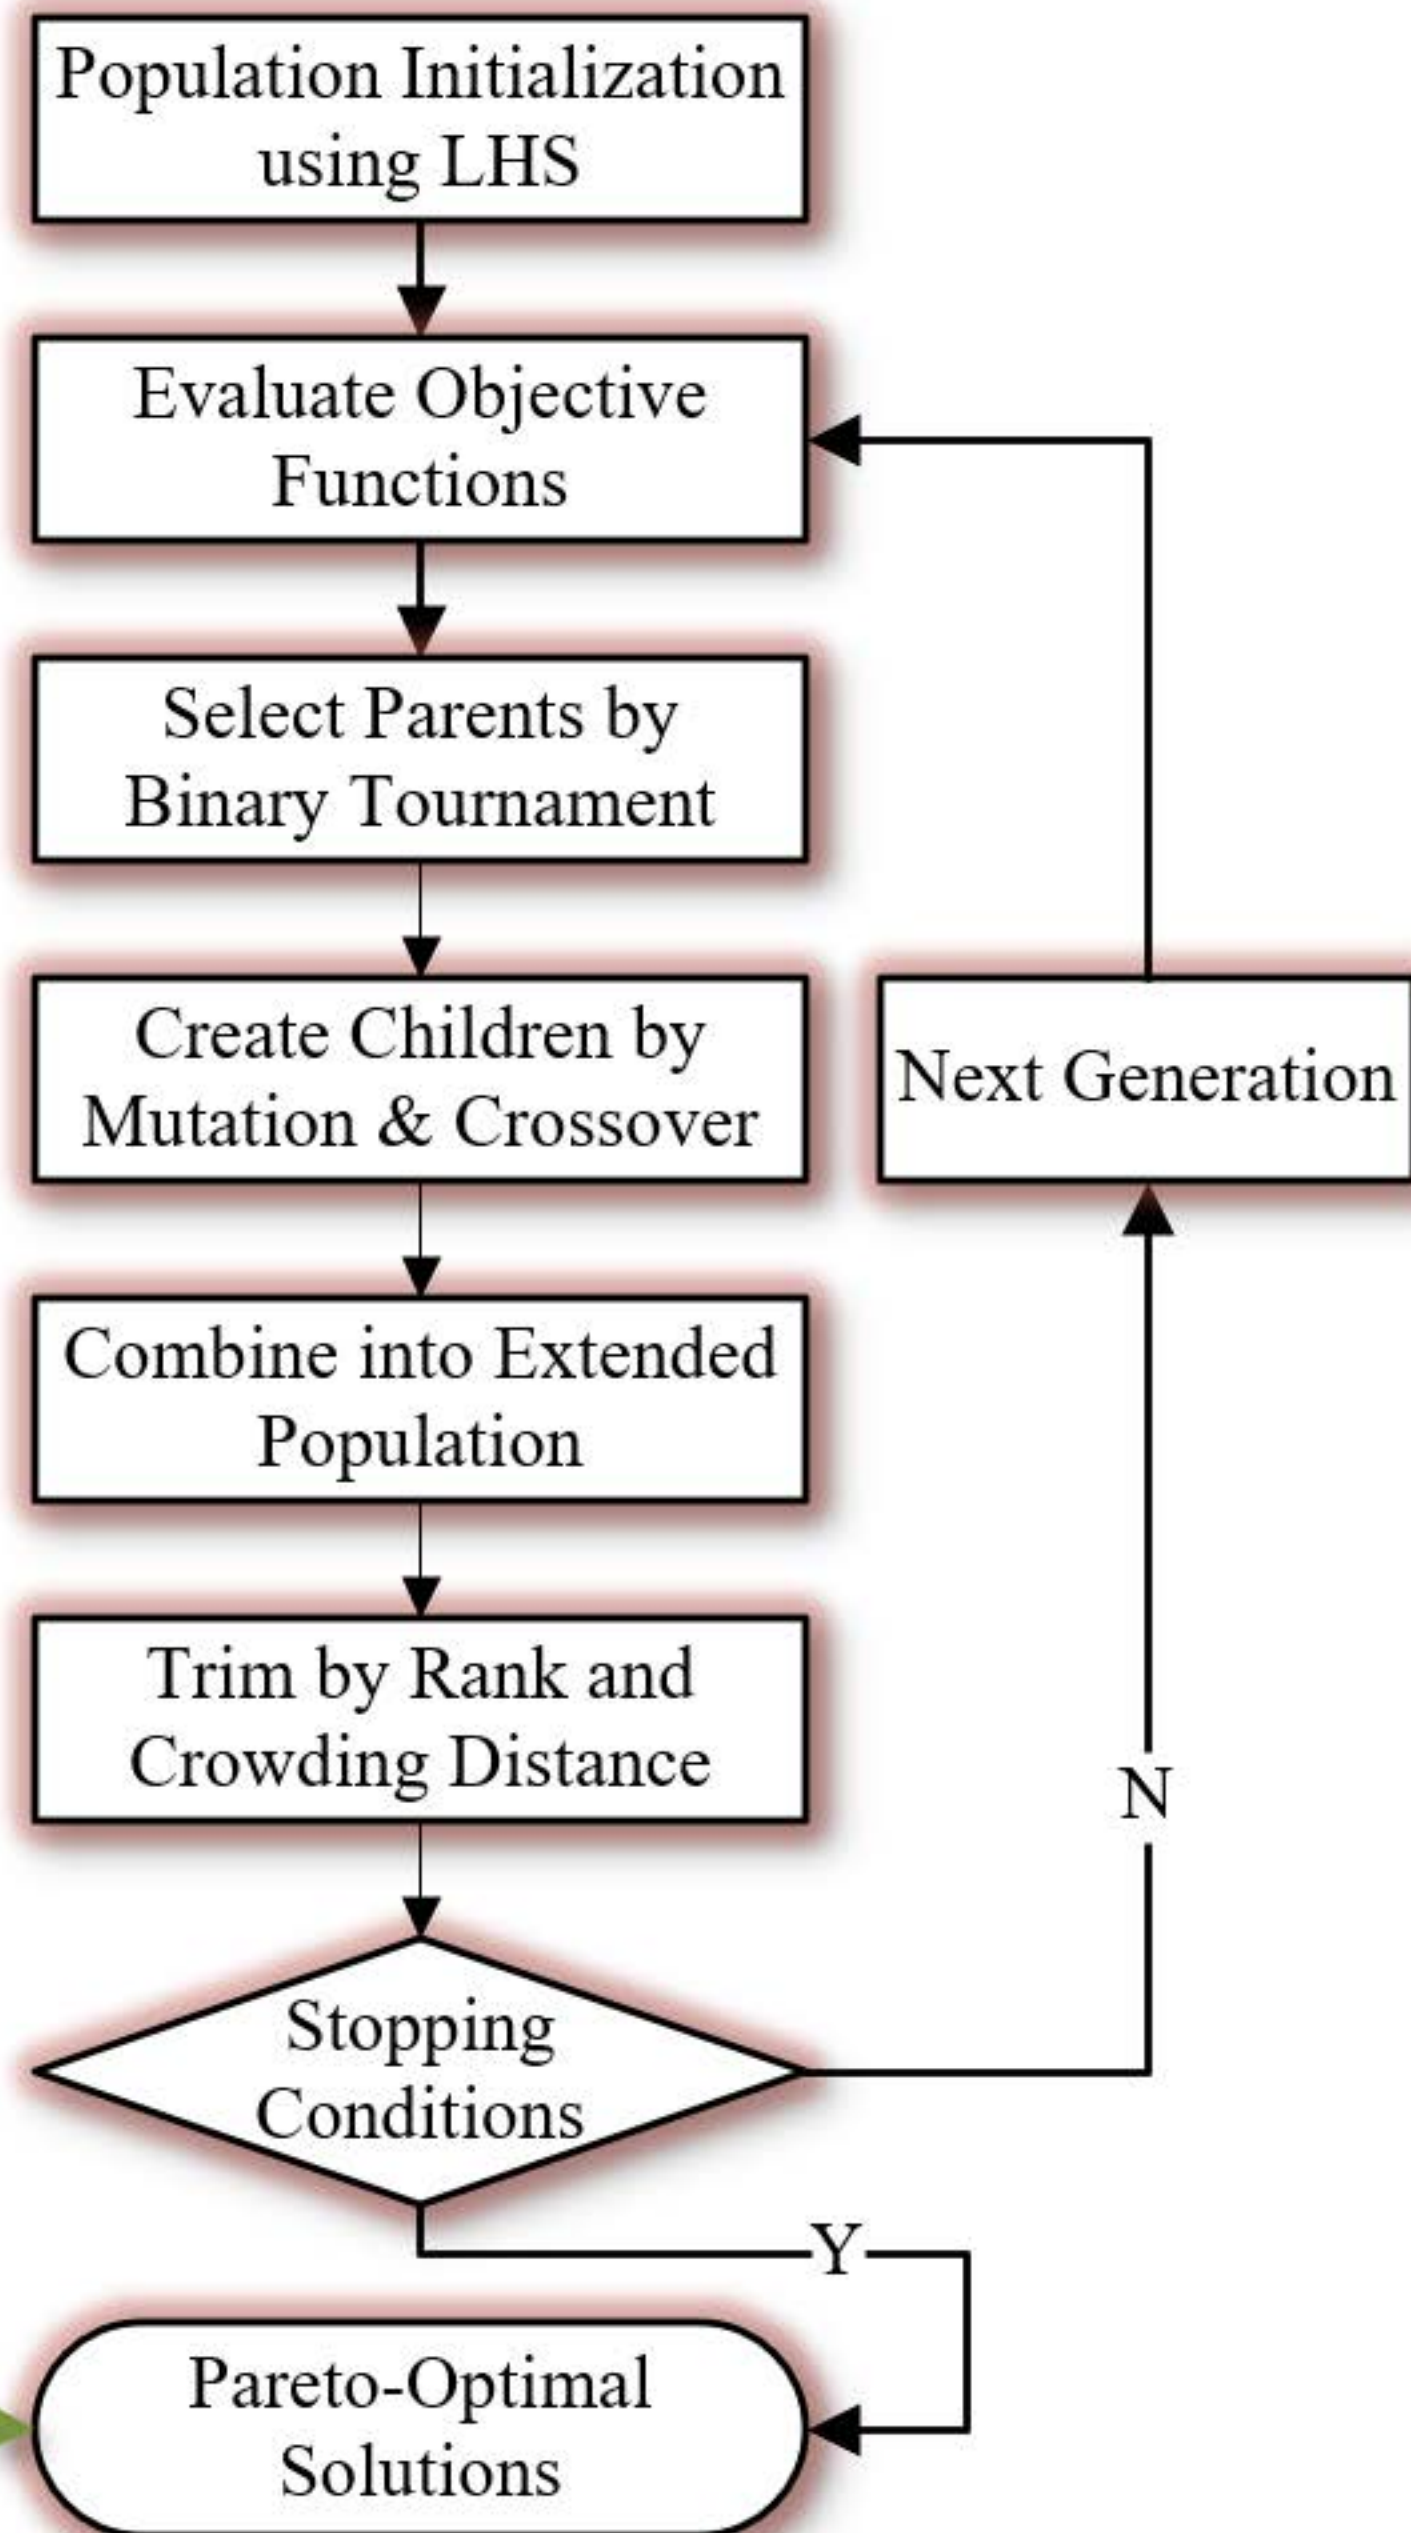 Population Initialization
using LHS
Evaluate Objective
Functions
Select Parents by
Binary Tournament
Create Children by
Mutation & Crossover
Next Generation
Combine into Extended
Population
Trim by Rank and
Crowding Distance
N
Stopping
Conditions
Y
Pareto-Optimal
Solutions